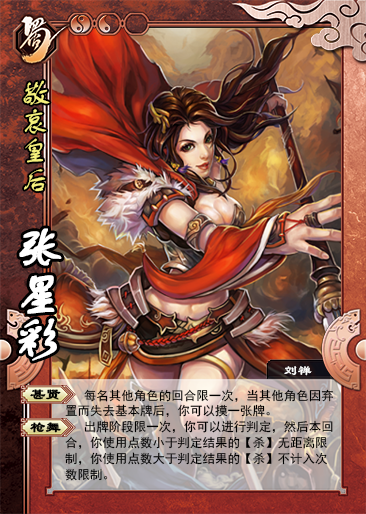 蜀
敬哀皇后
张星彩
刘禅
甚贤 每名其他角色的回合限一次，当其他角色因弃
置而失去基本牌后，你可以摸一张牌。
枪舞 出牌阶段限一次，你可以进行判定，然后本回
合，你使用点数小于判定结果的【杀】无距离限
制，你使用点数大于判定结果的【杀】不计入次
数限制。